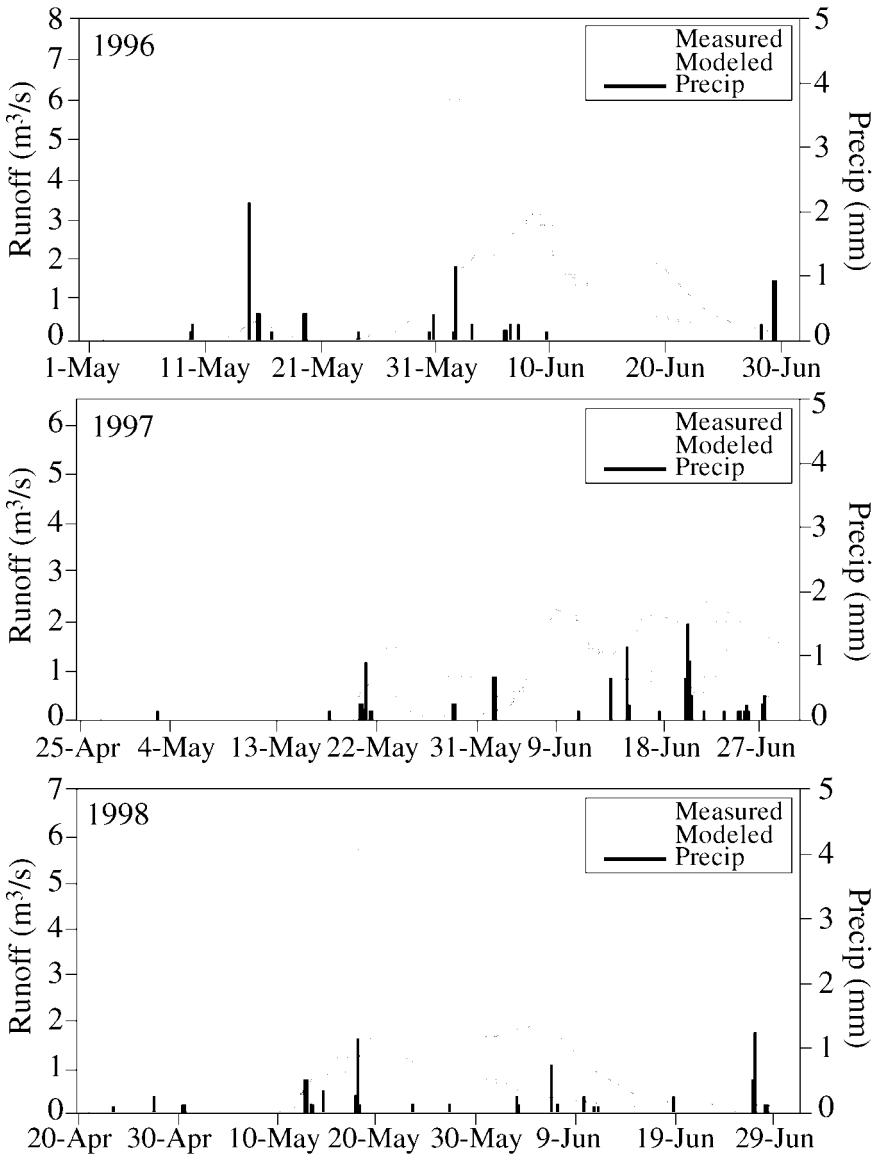 1996
Measured
Modeled
Precip
8
7
6
5
4
3
2
1
0
Runoff (m³/s)
5
4
3
2
1
0
Precip (mm)
1-May 11-May 21-May 31-May 10-Jun 20-Jun 30-Jun
1997
Measured
Modeled
Precip
6
5
4
3
2
1
0
Runoff (m³/s)
5
4
3
2
1
0
Precip (mm)
25-Apr 4-May 13-May 22-May 31-May 9-Jun 18-Jun 27-Jun
1998
Measured
Modeled
Precip
7
6
5
4
3
2
1
0
Runoff (m³/s)
5
4
3
2
1
0
Precip (mm)
20-Apr 30-Apr 10-May 20-May 30-May 9-Jun 19-Jun 29-Jun